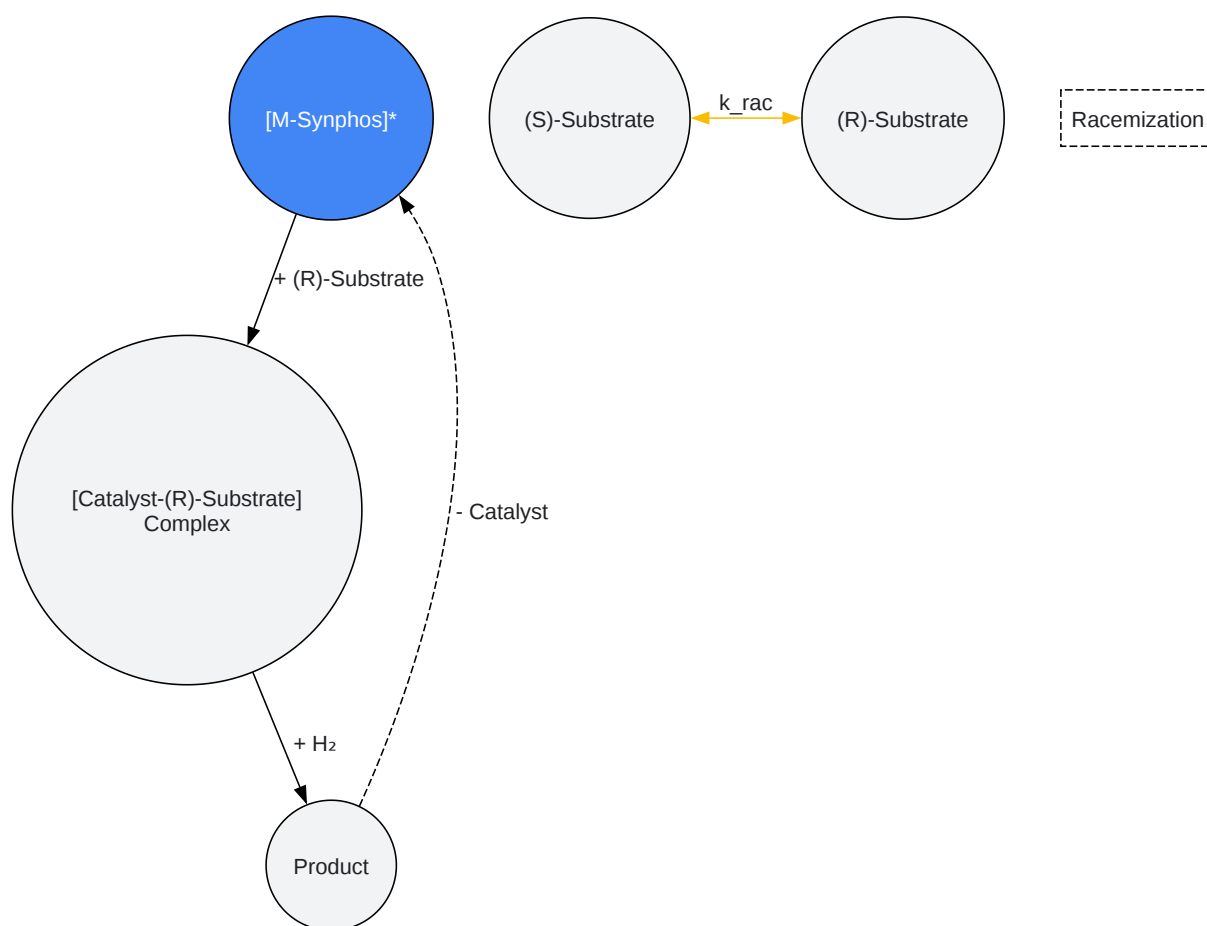 [M-Synphos]*
(S)-Substrate
k_rac
(R)-Substrate
Racemization
+ (R)-Substrate
[Catalyst-(R)-Substrate]
Complex
- Catalyst
+ H₂
Product